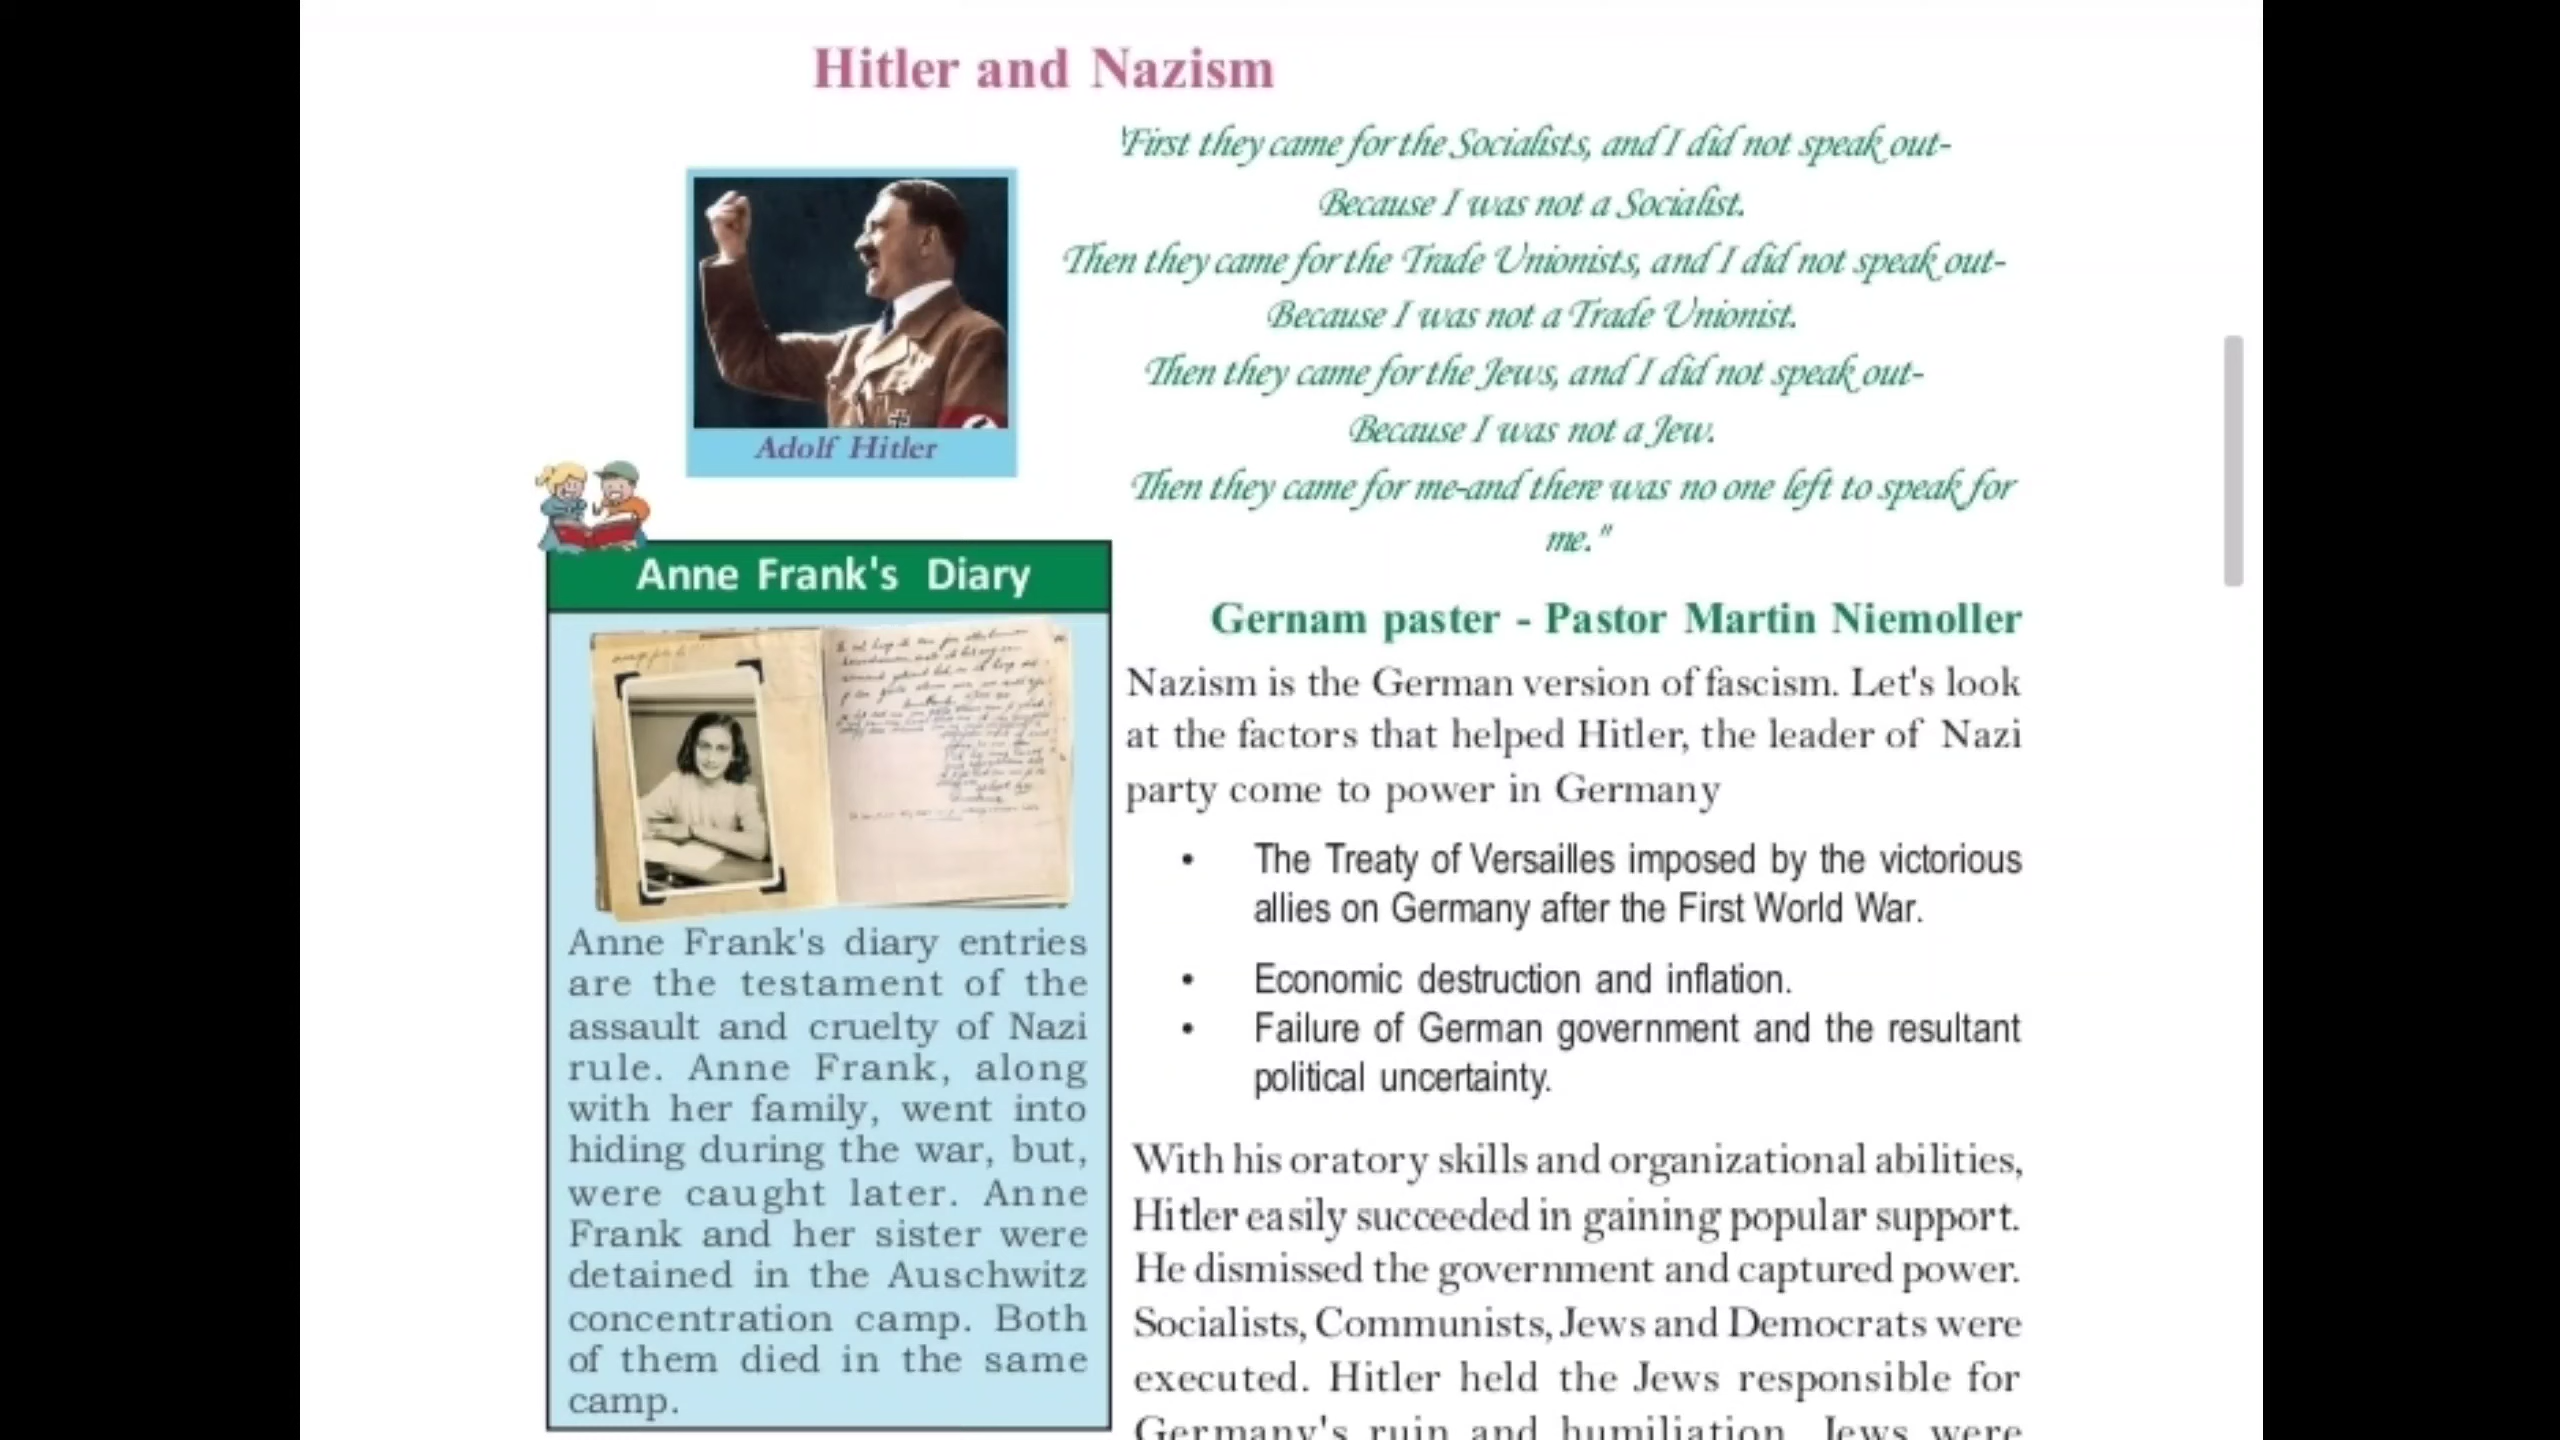 Hitler and Nazism
'First they came for the Socialists, and I did not speak out-
Because I was not a Socialist.
Then they came for the Trade Unionists, and I did not speak out-
Because I was not a Trade Unionist.
Then they came for the Jews, and I did not speak out-
Because I was not a Jew.
Then they came for me-and there was no one left to speak for
me."
Gernam paster - Pastor Martin Niemoller
Adolf Hitler
Anne Frank's Diary
Anne Frank's diary entries
are the testament of the
assault and cruelty of Nazi
rule. Anne Frank, along
with her family, went into
hiding during the war, but,
were caught later. Anne
Frank and her sister were
detained in the Auschwitz
concentration camp. Both
of them died in the same
camp.
Nazism is the German version of fascism. Let's look
at the factors that helped Hitler, the leader of Nazi
party come to power in Germany
• The Treaty of Versailles imposed by the victorious
allies on Germany after the First World War.
• Economic destruction and inflation.
• Failure of German government and the resultant
political uncertainty.
With his oratory skills and organizational abilities,
Hitler easily succeeded in gaining popular support.
He dismissed the government and captured power.
Socialists, Communists, Jews and Democrats were
executed. Hitler held the Jews responsible for
Germany's ruin and humiliation. Jews were